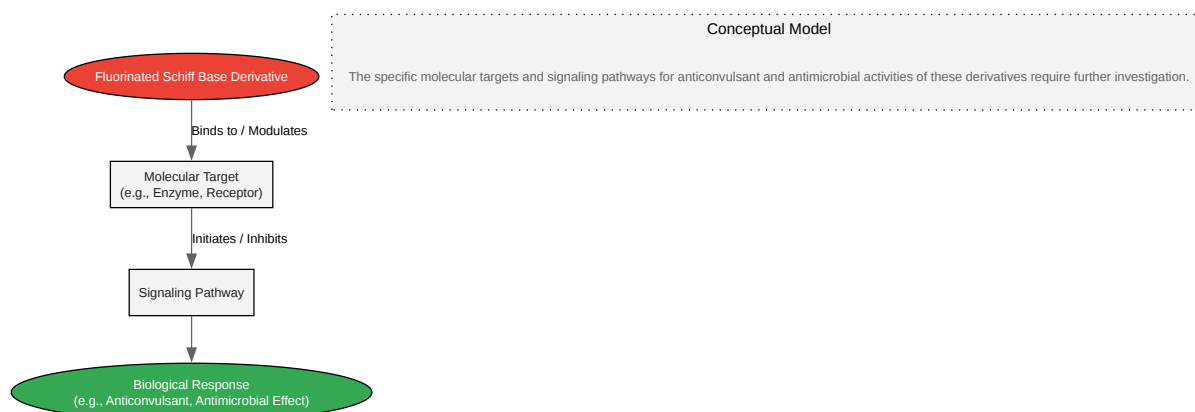 Conceptual Model
The specific molecular targets and signaling pathways for anticonvulsant and antimicrobial activities of these derivatives require further investigation.
Fluorinated Schiff Base Derivative
Binds to / Modulates
Molecular Target
(e.g., Enzyme, Receptor)
Initiates / Inhibits
Signaling Pathway
Biological Response
(e.g., Anticonvulsant, Antimicrobial Effect)